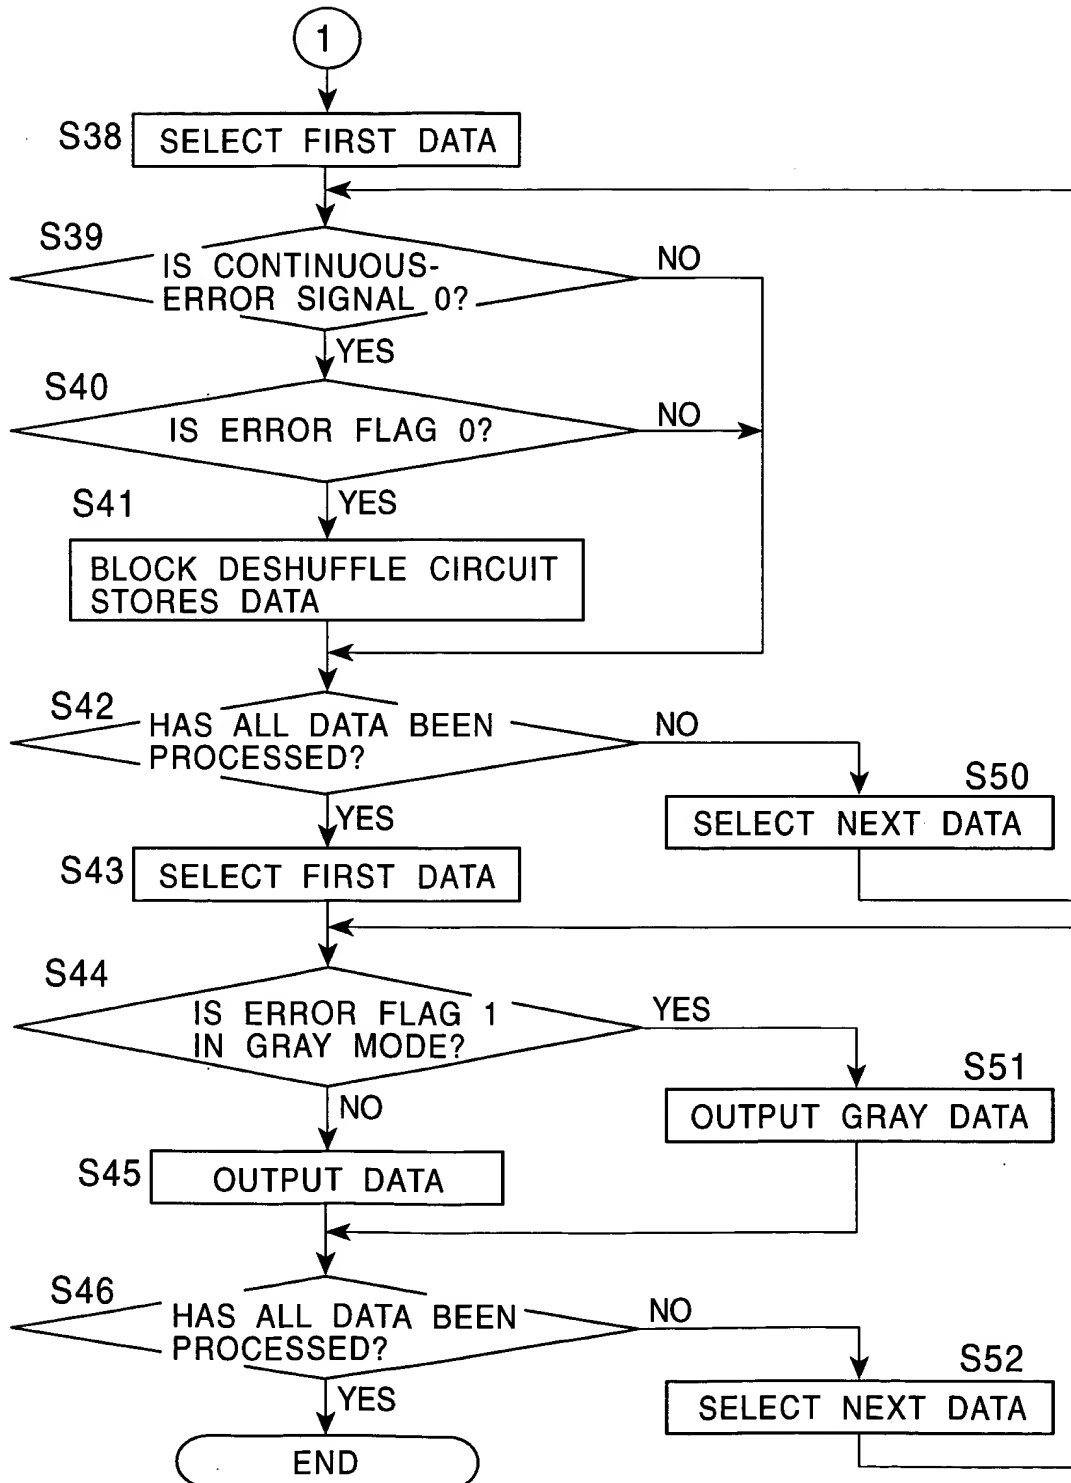 1
S38
SELECT FIRST DATA
S39
IS CONTINUOUS-
ERROR SIGNAL 0?
NO
YES
S40
IS ERROR FLAG 0?
NO
YES
S41
BLOCK DESHUFFLE CIRCUIT
STORES DATA
S42
HAS ALL DATA BEEN
PROCESSED?
NO
YES
S50
SELECT NEXT DATA
S43
SELECT FIRST DATA
S44
IS ERROR FLAG 1
IN GRAY MODE?
YES
NO
S51
OUTPUT GRAY DATA
S45
OUTPUT DATA
S46
HAS ALL DATA BEEN
PROCESSED?
NO
YES
S52
SELECT NEXT DATA
END